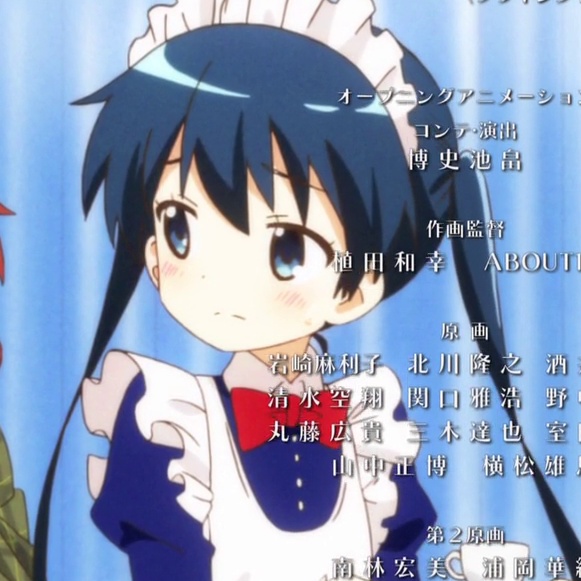 オープニングアニメーション
コンテ・演出
博史池畠
作画監督
植田和幸 ABOUT
原画
岩崎麻利子 北川隆之 酒
清水空翔 関口雅浩 野
丸藤広貴 三木達也 室
山中正博 横松雄
第2原画
南林宏美 浦岡華